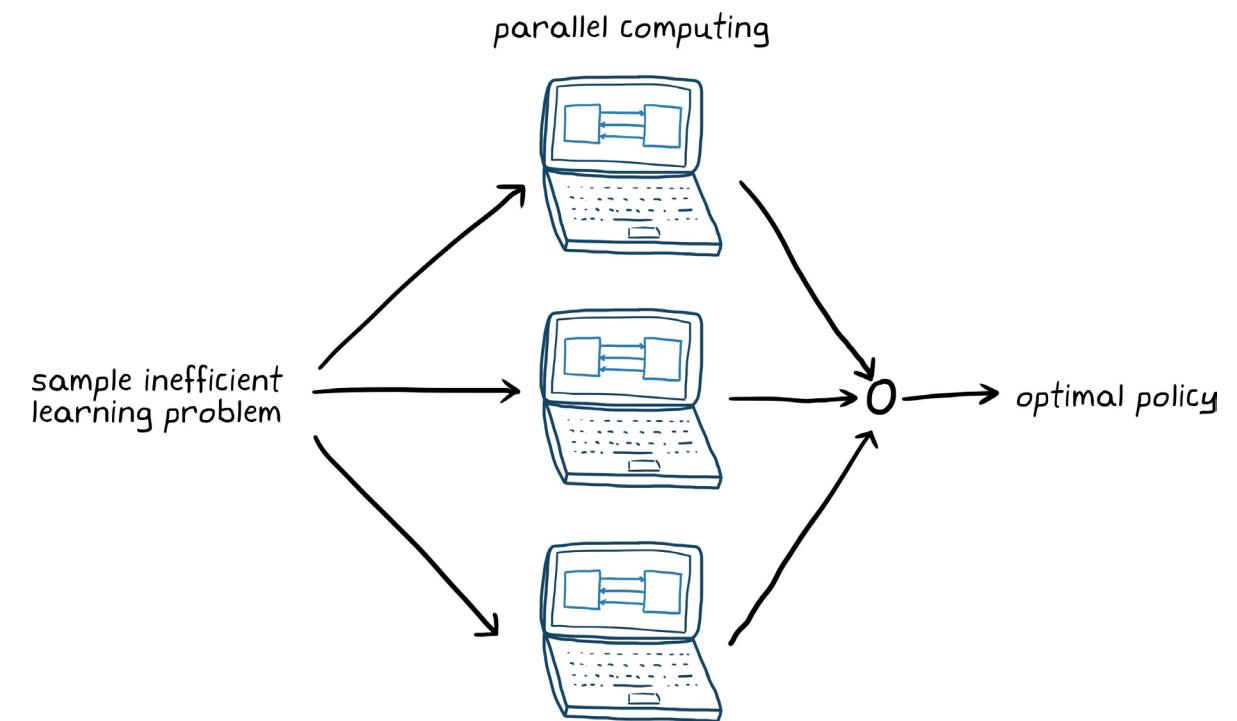 parallel computing
sample inefficient
learning problem
optimal policy